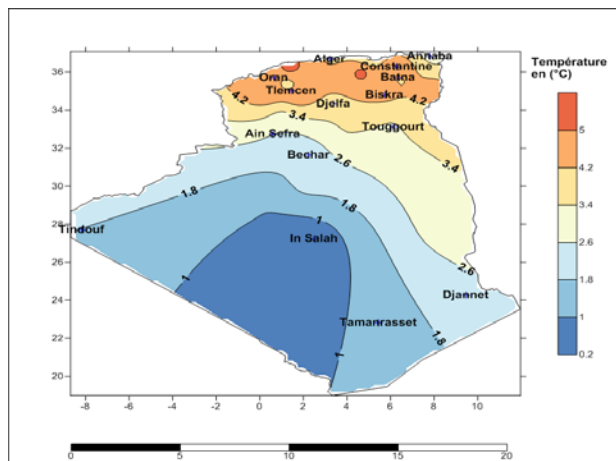 Température
en (°C)
36
34
32
30
28
26
24
22
20
-8
-6
-4
-2
0
2
4
6
8
10
Alger
Annaba
Constantine
Oran
Batna
Tlemcen
Biskra
4.2
4.2
Djelfa
3.4
Touggourt
Ain Sefra
Bechar
2.6
3.4
1.8
1.8
Tindouf
In Salah
2.6
1
1
Djannet
Tamanrasset
1.8
1
5
4.2
3.4
2.6
1.8
1
0.2
0
5
10
15
20